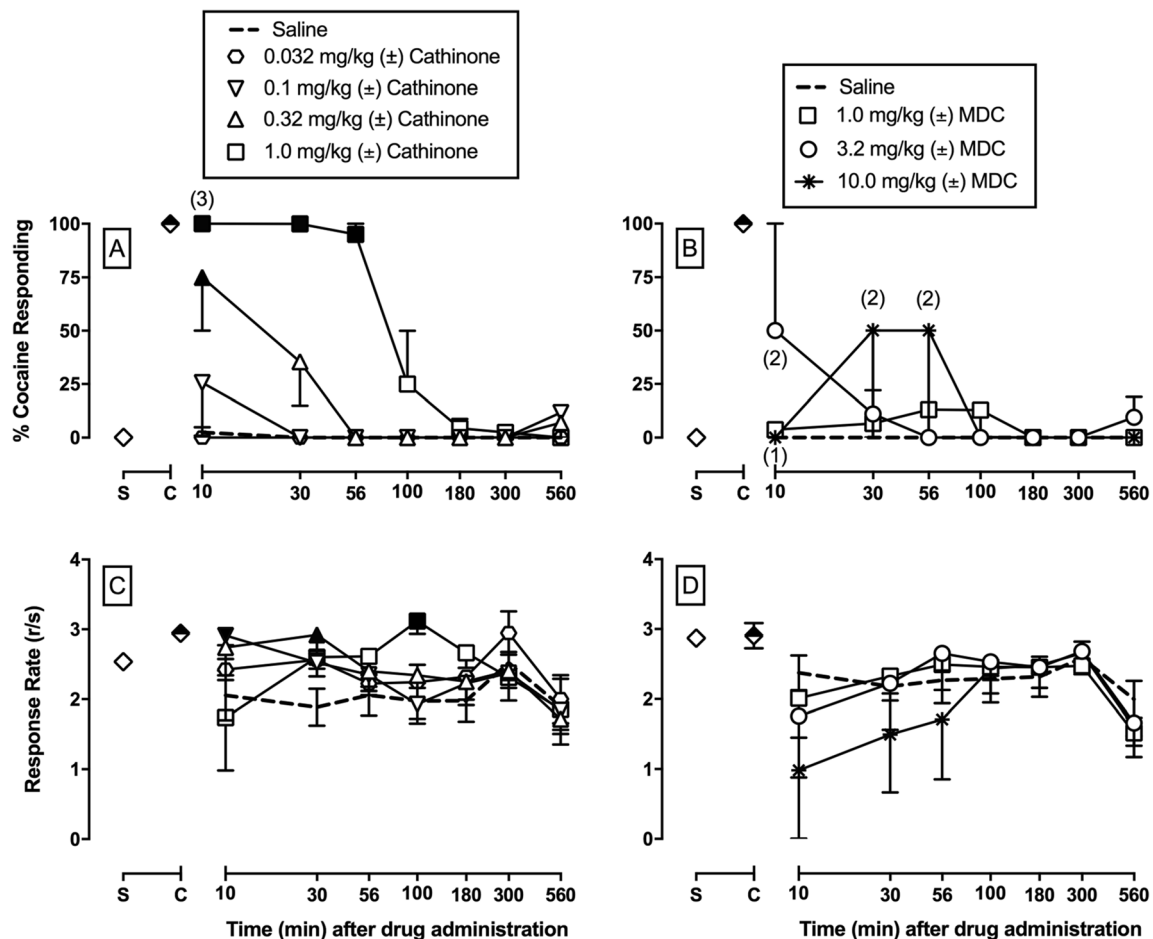 Saline
0.032 mg/kg (±) Cathinone
0.1 mg/kg (±) Cathinone
0.32 mg/kg (±) Cathinone
1.0 mg/kg (±) Cathinone
Saline
1.0 mg/kg (±) MDC
3.2 mg/kg (±) MDC
10.0 mg/kg (±) MDC
% Cocaine Responding
A
100
75
50
25
0
(3)
S C 10 30 56 100 180 300 560
B
100
75
50
25
0
(2)
(2)
(2)
(1)
S C 10 30 56 100 180 300 560
Response Rate (r/s)
C
4
3
2
1
0
S C 10 30 56 100 180 300 560
Time (min) after drug administration
D
4
3
2
1
0
S C 10 30 56 100 180 300 560
Time (min) after drug administration